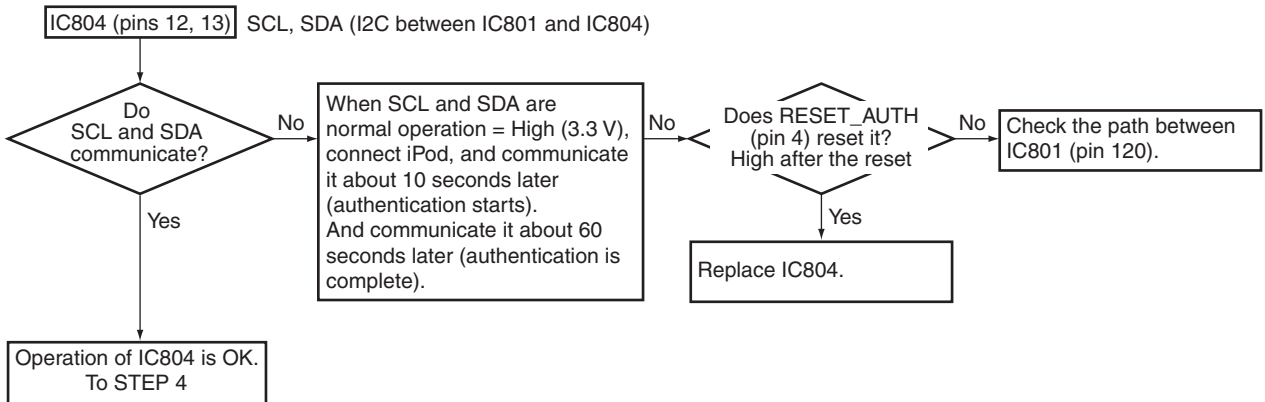 IC804 (pins 12, 13) SCL, SDA (I2C between IC801 and IC804)
Do
SCL and SDA
communicate?
No
Yes
Operation of IC804 is OK.
To STEP 4
When SCL and SDA are
normal operation = High (3.3 V),
connect iPod, and communicate
it about 10 seconds later
(authentication starts).
And communicate it about 60
seconds later (authentication is
complete).
No
Does RESET_AUTH
(pin 4) reset it?
High after the reset
No
Yes
Replace IC804.
Check the path between
IC801 (pin 120).